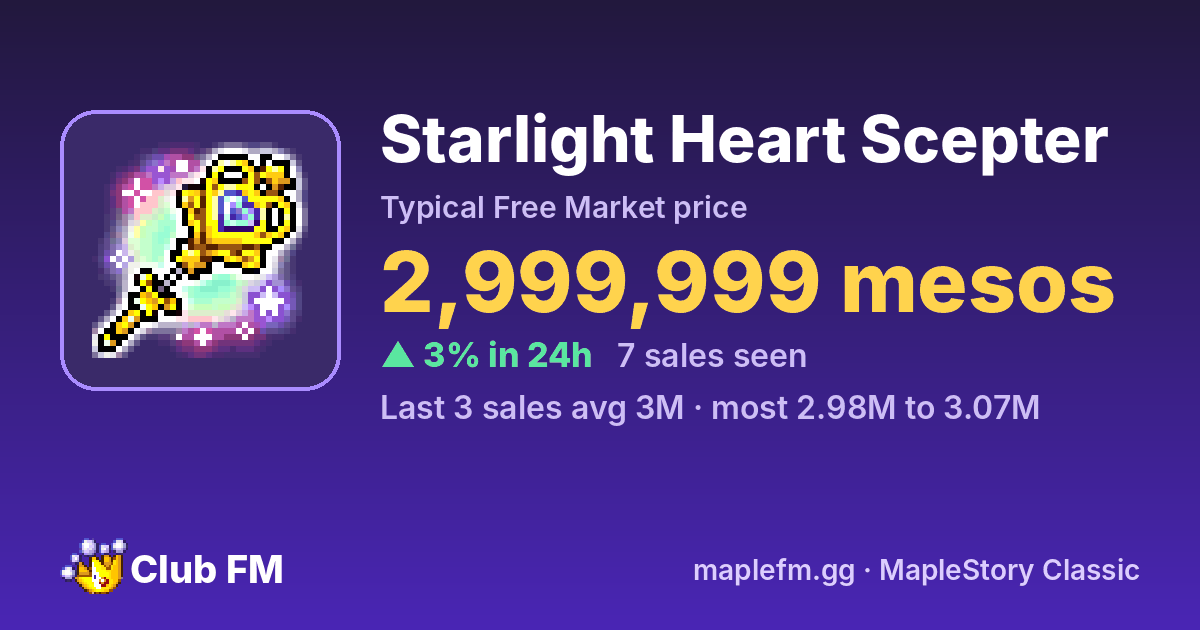 Starlight Heart Scepter
Typical Free Market price
2,999,999 mesos
▲ 3% in 24h 7 sales seen
Last 3 sales avg 3M · most 2.98M to 3.07M
Club FM
maplefm.gg · MapleStory Classic